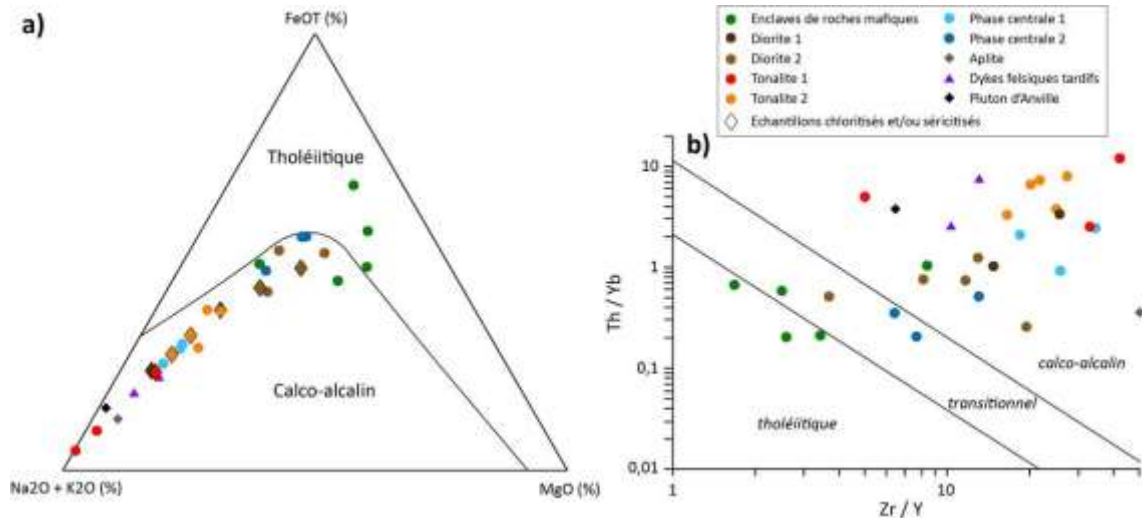 a)
FeOT (%)
Tholéiitique
Calco-alcalin
Na2O + K2O (%)
MgO (%)
Enclaves de roches mafiques
Diorite 1
Diorite 2
Tonalite 1
Tonalite 2
Phase centrale 1
Phase centrale 2
Aplite
Dykes felsiques tardifs
Pluton d'Anville
Echantillons chloritisés et/ou séricitisés
b)
10
1
0,1
0,01
Th / Yb
calco-alcalin
transitionnel
tholéiitique
1
10
Zr / Y